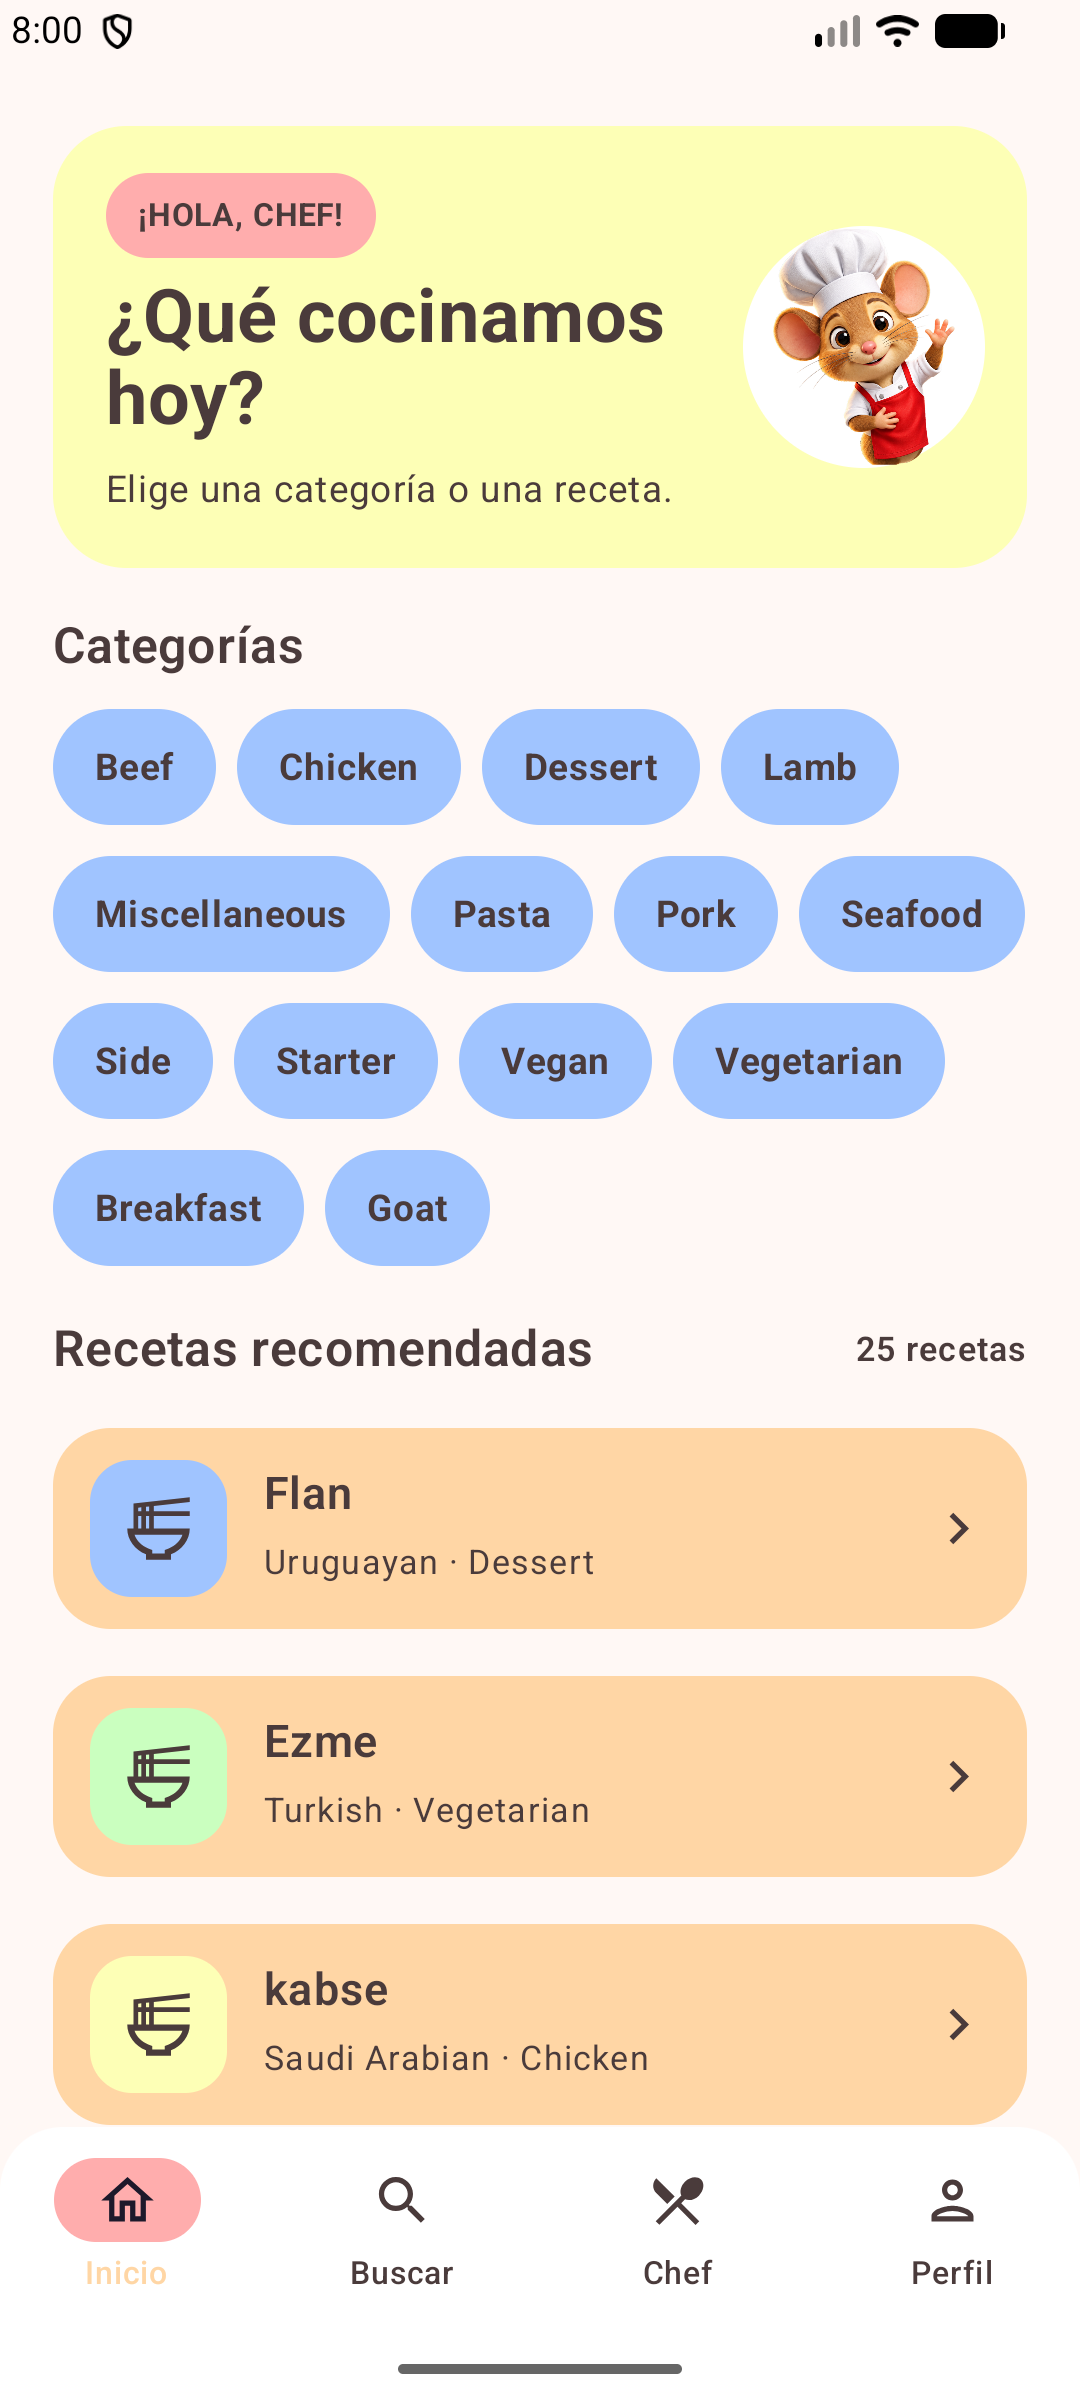 8:00
¡HOLA, CHEF!
¿Qué cocinamos
hoy?
Elige una categoría o una receta.
Categorías
Beef
Chicken
Dessert
Lamb
Miscellaneous
Pasta
Pork
Seafood
Side
Starter
Vegan
Vegetarian
Breakfast
Goat
Recetas recomendadas
25 recetas
Flan
Uruguayan · Dessert
Ezme
Turkish · Vegetarian
kabse
Saudi Arabian · Chicken
Inicio
Buscar
Chef
Perfil